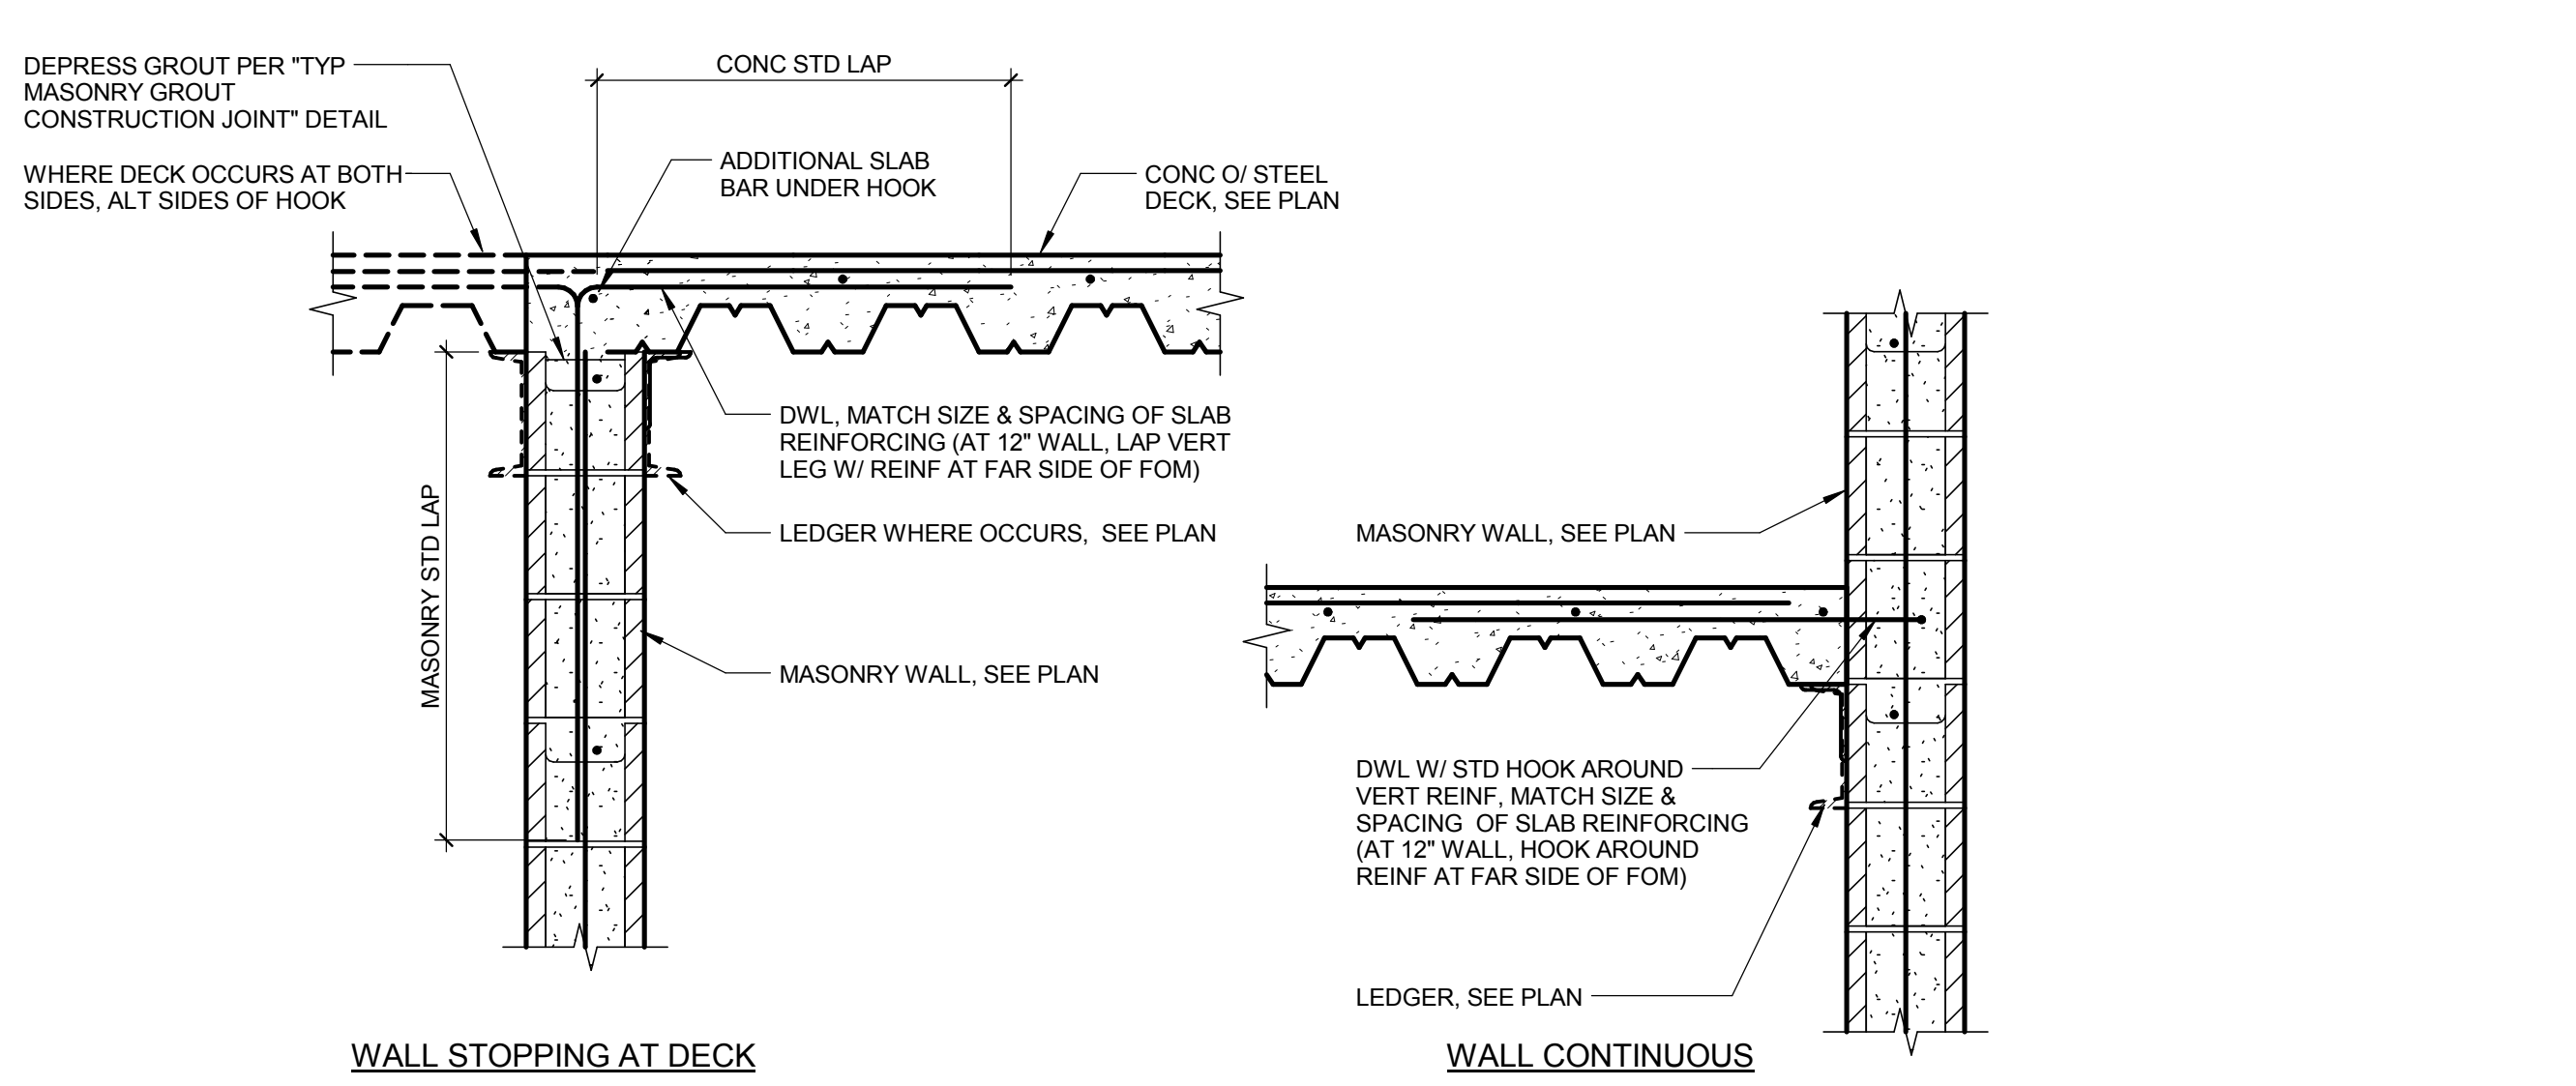 DEPRESS GROUT PER "TYP
MASONRY GROUT
CONSTRUCTION JOINT" DETAIL
WHERE DECK OCCURS AT BOTH
SIDES, ALT SIDES OF HOOK
CONC STD LAP
ADDITIONAL SLAB
BAR UNDER HOOK
CONC O/ STEEL
DECK, SEE PLAN
MASONRY STD LAP
DWL, MATCH SIZE & SPACING OF SLAB
REINFORCING (AT 12" WALL, LAP VERT
LEG W/ REINF AT FAR SIDE OF FOM)
LEDGER WHERE OCCURS, SEE PLAN
MASONRY WALL, SEE PLAN
WALL STOPPING AT DECK
MASONRY WALL, SEE PLAN
DWL W/ STD HOOK AROUND
VERT REINF, MATCH SIZE &
SPACING OF SLAB REINFORCING
(AT 12" WALL, HOOK AROUND
REINF AT FAR SIDE OF FOM)
LEDGER, SEE PLAN
WALL CONTINUOUS